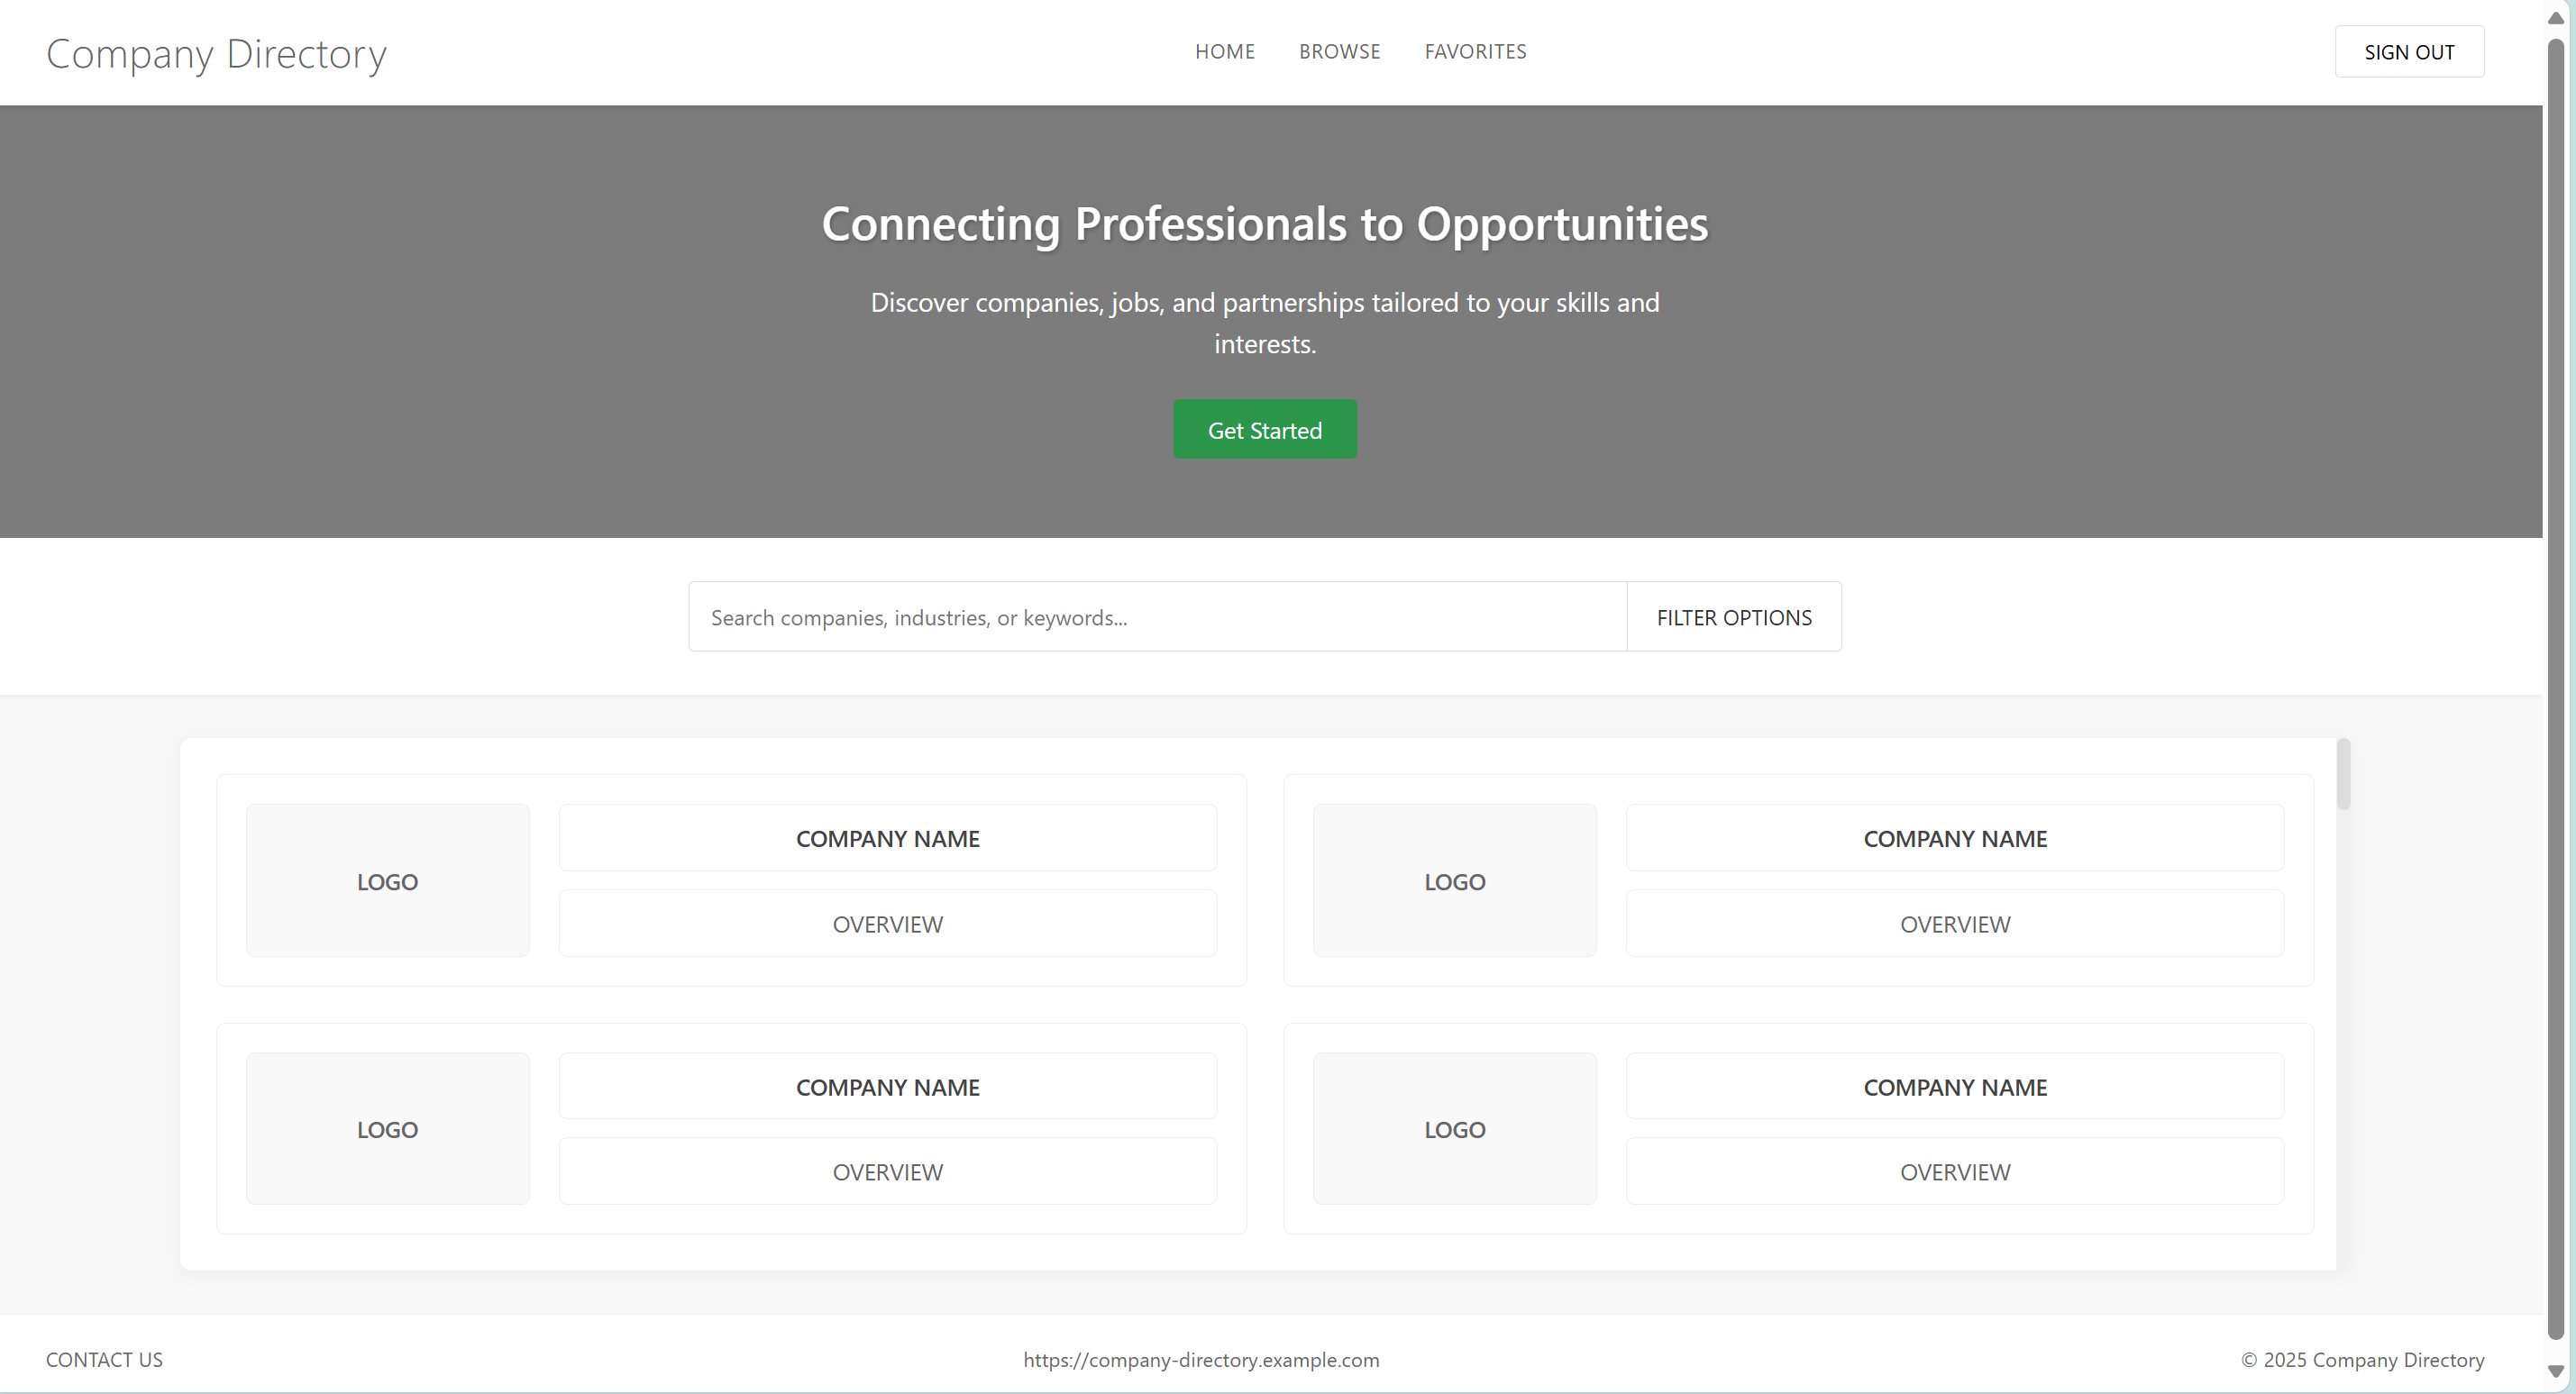 Company Directory
HOME
BROWSE
FAVORITES
SIGN OUT
Connecting Professionals to Opportunities
Discover companies, jobs, and partnerships tailored to your skills and
interests.
Get Started
Search companies, industries, or keywords...
FILTER OPTIONS
LOGO
COMPANY NAME
OVERVIEW
LOGO
COMPANY NAME
OVERVIEW
LOGO
COMPANY NAME
OVERVIEW
LOGO
COMPANY NAME
OVERVIEW
CONTACT US
https://company-directory.example.com
© 2025 Company Directory